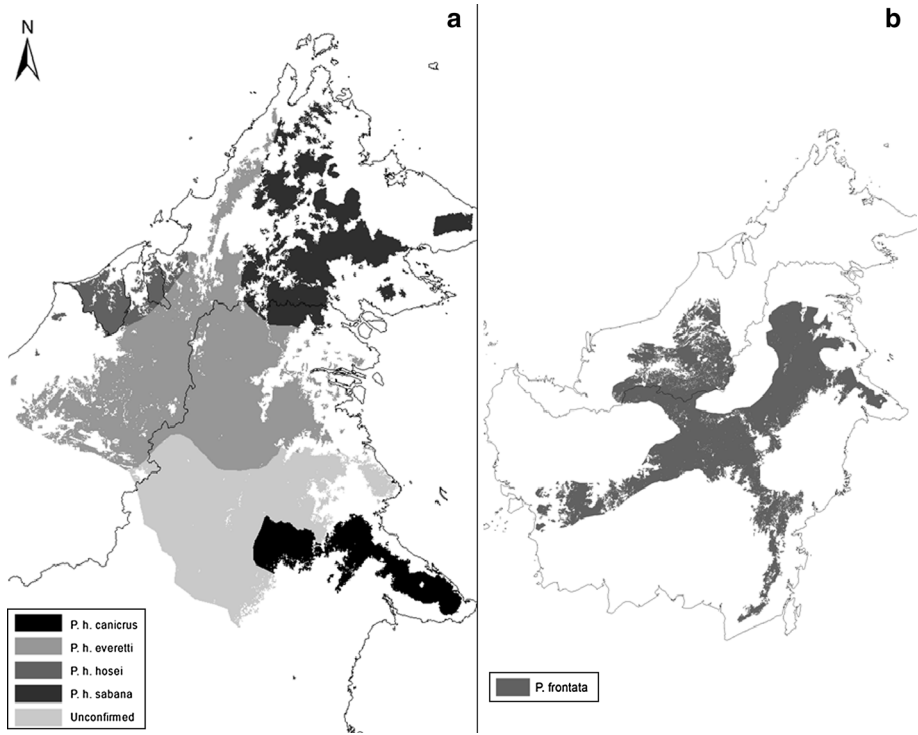 N
a
P. h. canicrus
P. h. everetti
P. h. hosei
P. h. sabana
Unconfirmed
b
P. frontata